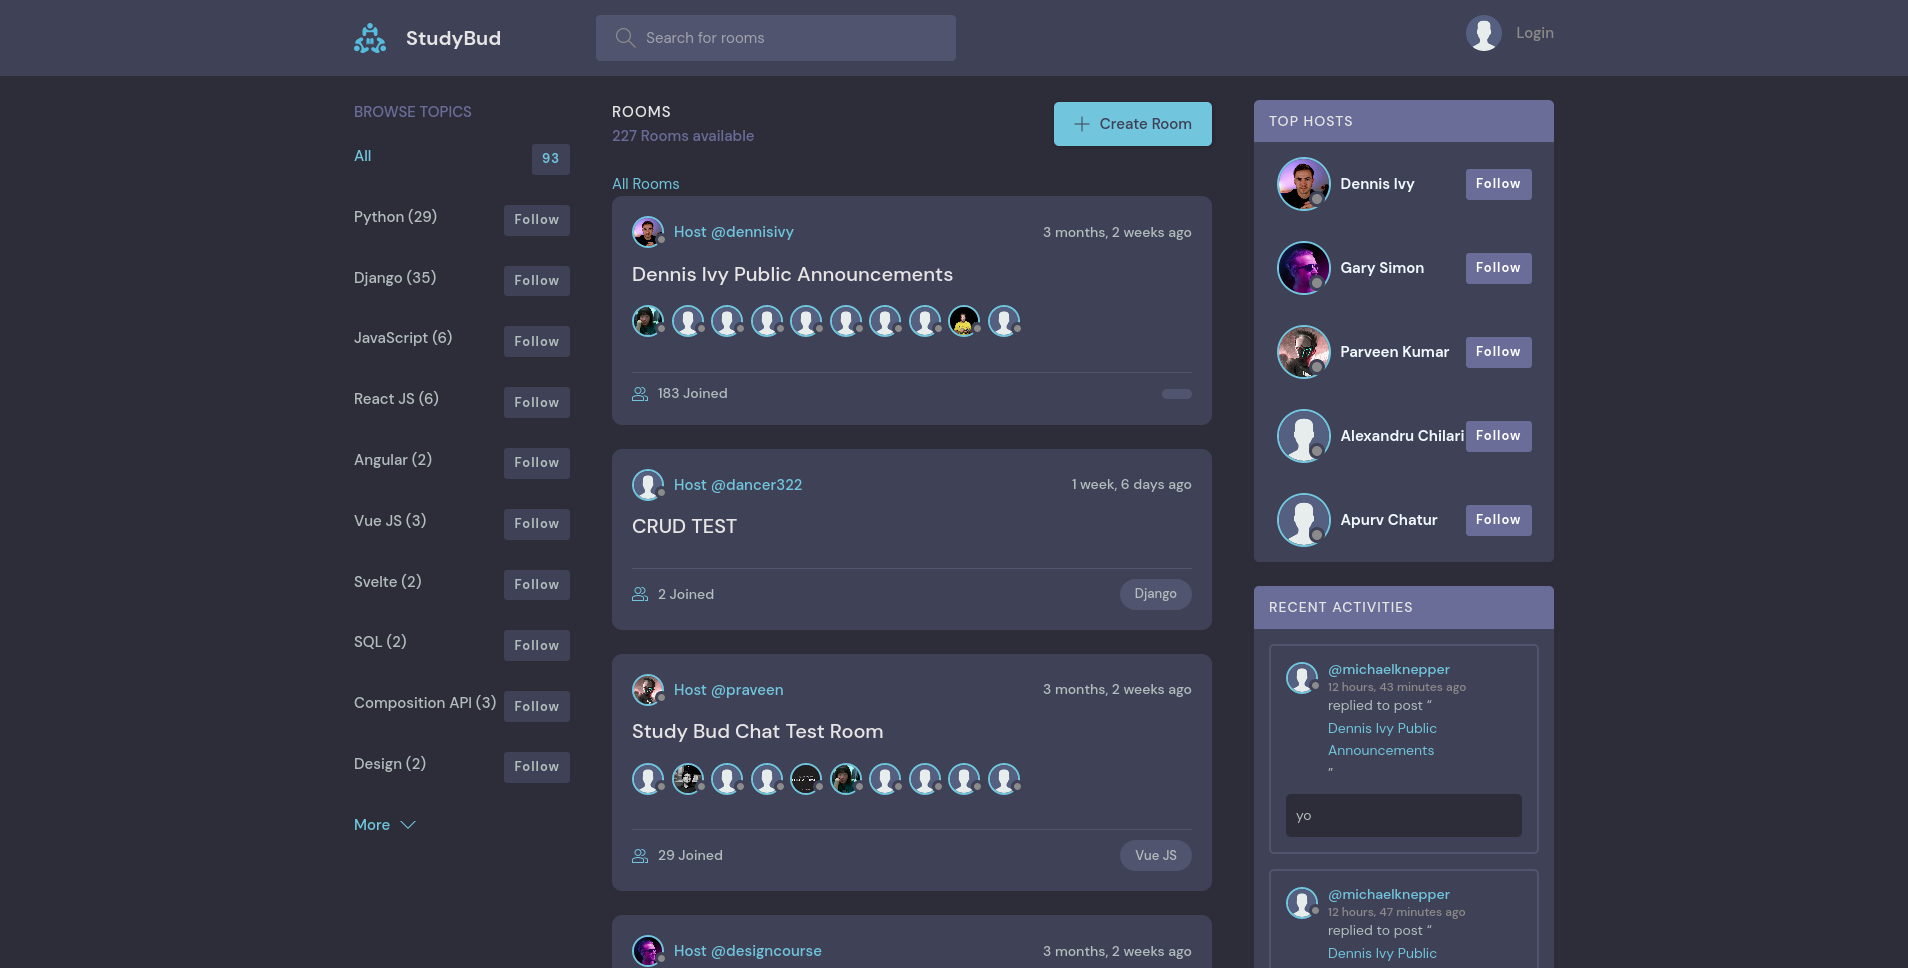 StudyBud
Search for rooms
Login
BROWSE TOPICS
All
93
Python (29)
Follow
Django (35)
Follow
JavaScript (6)
Follow
React JS (6)
Follow
Angular (2)
Follow
Vue JS (3)
Follow
Svelte (2)
Follow
SQL (2)
Follow
Composition API (3)
Follow
Design (2)
Follow
More
ROOMS
227 Rooms available
Create Room
All Rooms
Host @dennisivy
3 months, 2 weeks ago
Dennis Ivy Public Announcements
183 Joined
Host @dancer322
1 week, 6 days ago
CRUD TEST
2 Joined
Django
Host @praveen
3 months, 2 weeks ago
Study Bud Chat Test Room
29 Joined
Vue JS
Host @designcourse
3 months, 2 weeks ago
TOP HOSTS
Dennis Ivy
Follow
Gary Simon
Follow
Parveen Kumar
Follow
Alexandru Chilari
Follow
Apurv Chatur
Follow
RECENT ACTIVITIES
@michaelknepper
12 hours, 43 minutes ago
replied to post “
Dennis Ivy Public
Announcements
”
yo
@michaelknepper
12 hours, 47 minutes ago
replied to post “
Dennis Ivy Public